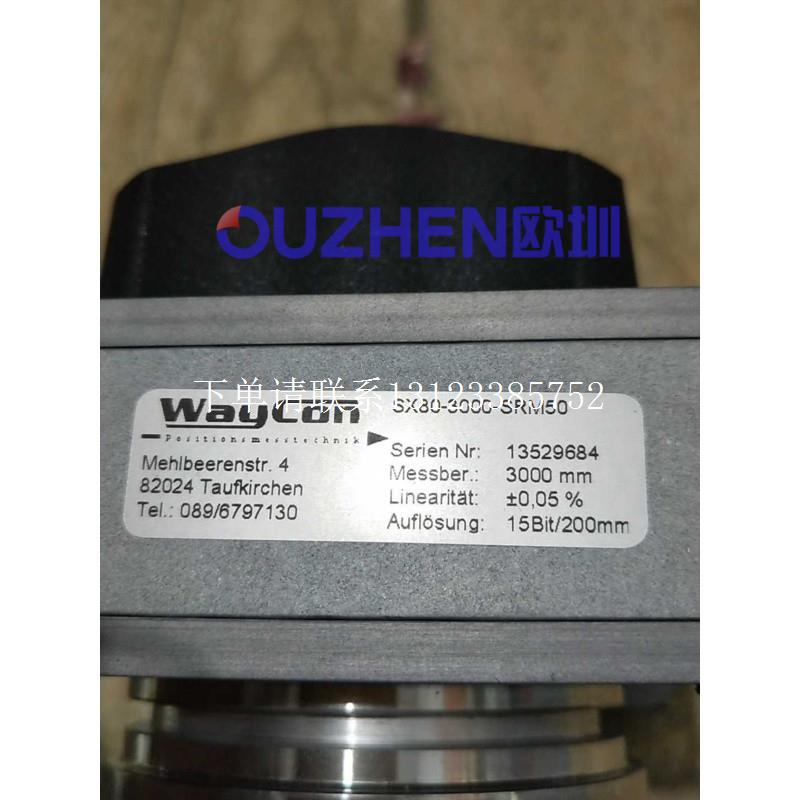 OUZHEN欧圳
下单请联系13123385752
WayCon
Positionsmesstechnik
Mehlbeerenstr. 4
82024 Taufkirchen
Tel.: 089/6797130
SX80-3000-SRM50
Serien Nr: 13529684
Messber.: 3000 mm
Linearität: ±0,05 %
Auflösung: 15Bit/200mm